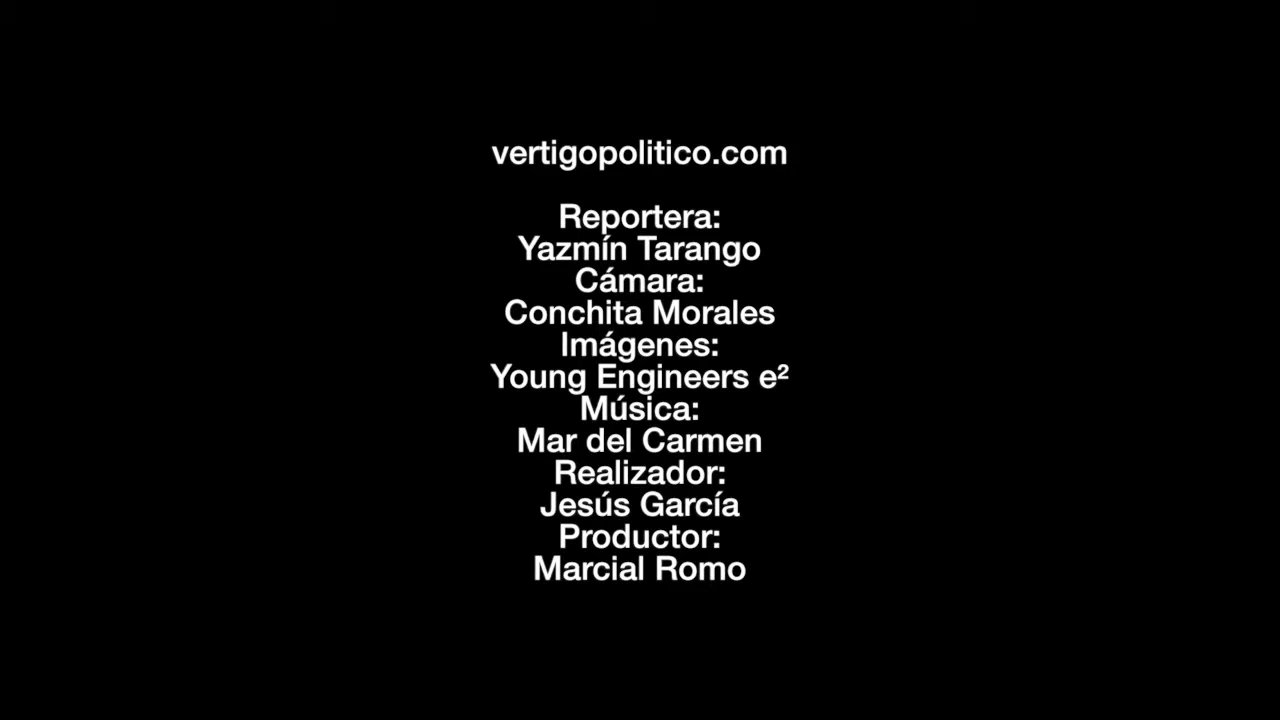 vertigopolitico.com
Reportera:
Yazmín Tarango
Cámara:
Conchita Morales
Imágenes:
Young Engineers e²
Música:
Mar del Carmen
Realizador:
Jesús García
Productor:
Marcial Romo